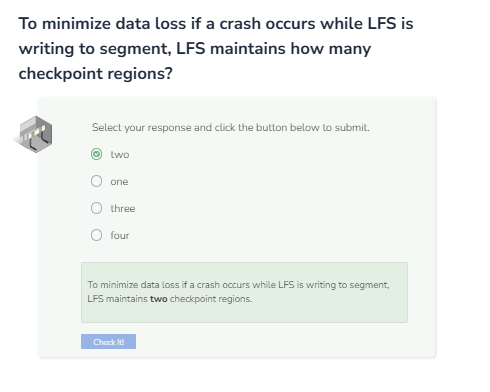 To minimize data loss if a crash occurs while LFS is
writing to segment, LFS maintains how many
checkpoint regions?
Select your response and click the button below to submit.
two
one
three
four
To minimize data loss if a crash occurs while LFS is writing to segment,
LFS maintains two checkpoint regions.
Check It!